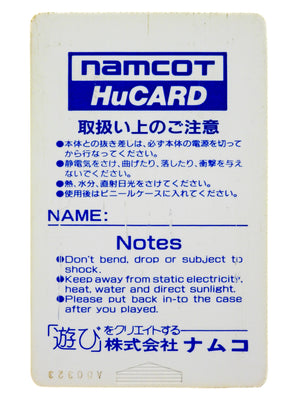 namcoT
HuCARD
取扱い上のご注意
●本体との抜き差しは、必ず本体の電源を切って
から行なってください。
●静電気をさけ、曲げたり、落したり、衝撃を与え
ないでください。
●熱、水分、直射日光をさけてください。
●使用後はビニールケースに入れてください。
NAME:
Notes
●Don't bend, drop or subject to
shock.
●Keep away from static electricity,
heat, water and direct sunlight.
●Please put back in-to the case
after you played.
「遊び」をクリエイトする
株式会社 ナムコ